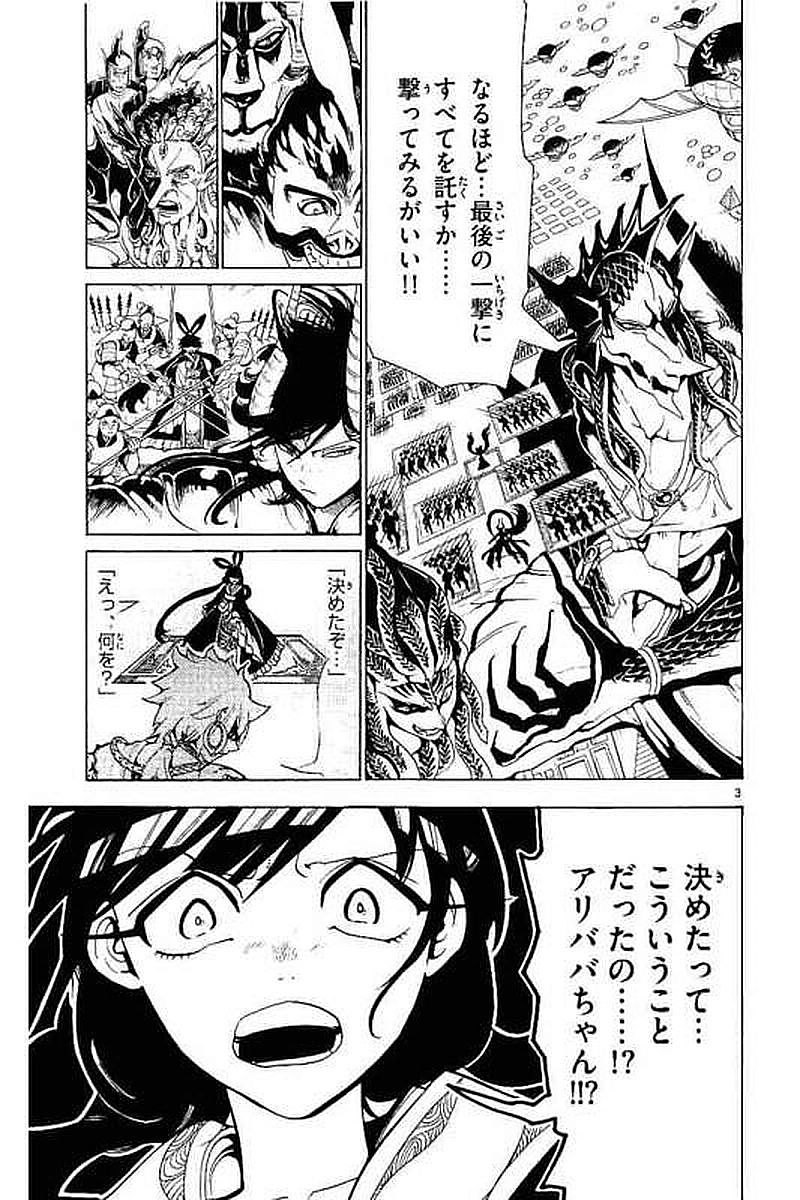 なるほど…最後の一撃に
すべてを託すか……
撃ってみるがいい!!
「決めたぞ…」
「えっ、何を?」
3
決めたって…
こういうこと
だったの……!?
アリババちゃん!!?